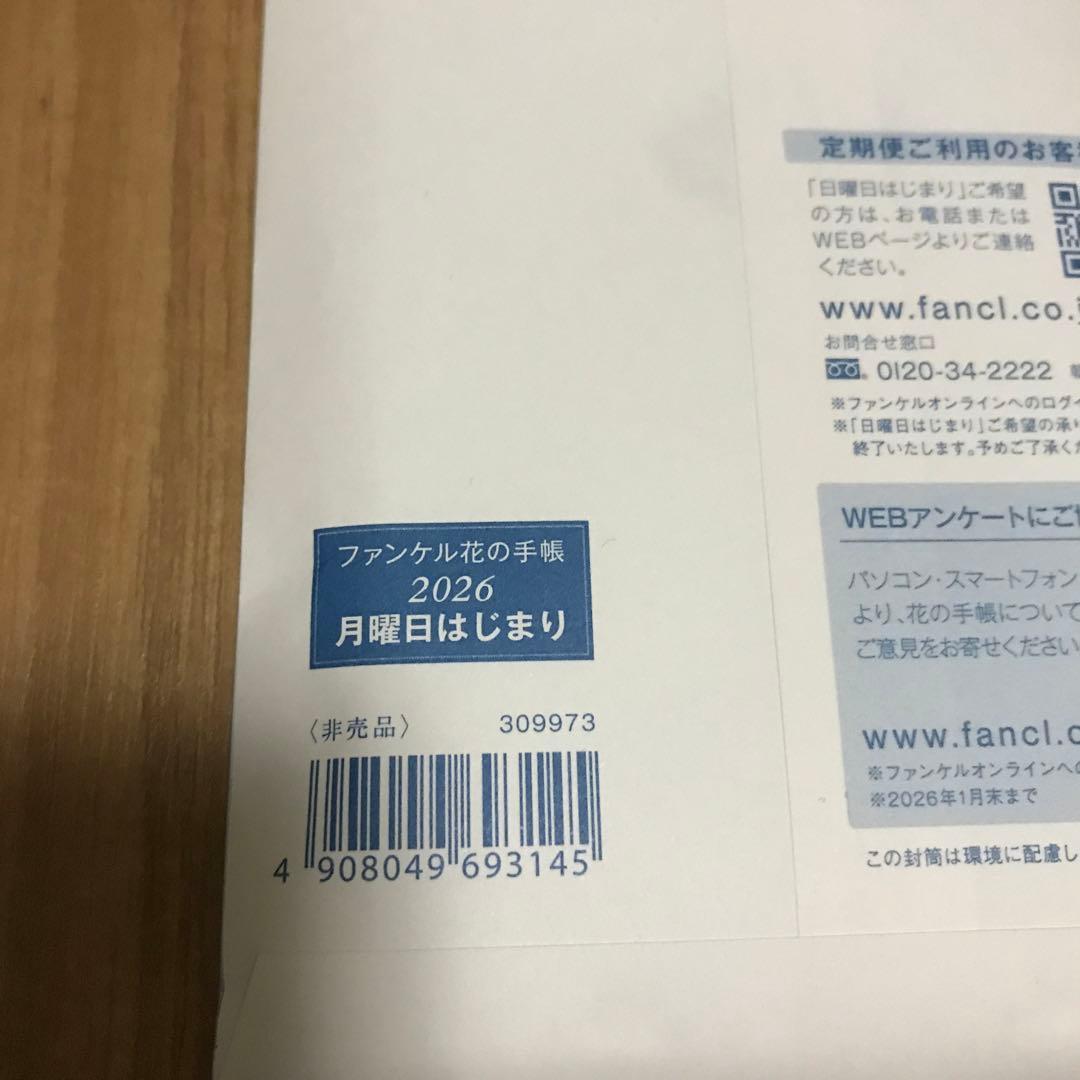 定期便ご利用のお客
「日曜日はじまり」ご希望
の方は、お電話または
WEBページよりご連絡
ください。
www.fancl.co.j
お問合せ窓口
0120-34-2222
※ファンケルオンラインへのログイ
※「日曜日はじまり」ご希望の承り
終了いたします。予めご了承くだ
ファンケル花の手帳
2026
月曜日はじまり
〈非売品〉 309973
4 908049 693145
WEBアンケートにご
パソコン・スマートフォン
より、花の手帳について
ご意見をお寄せください
www.fancl.c
※ファンケルオンラインへの
※2026年1月末まで
この封筒は環境に配慮し